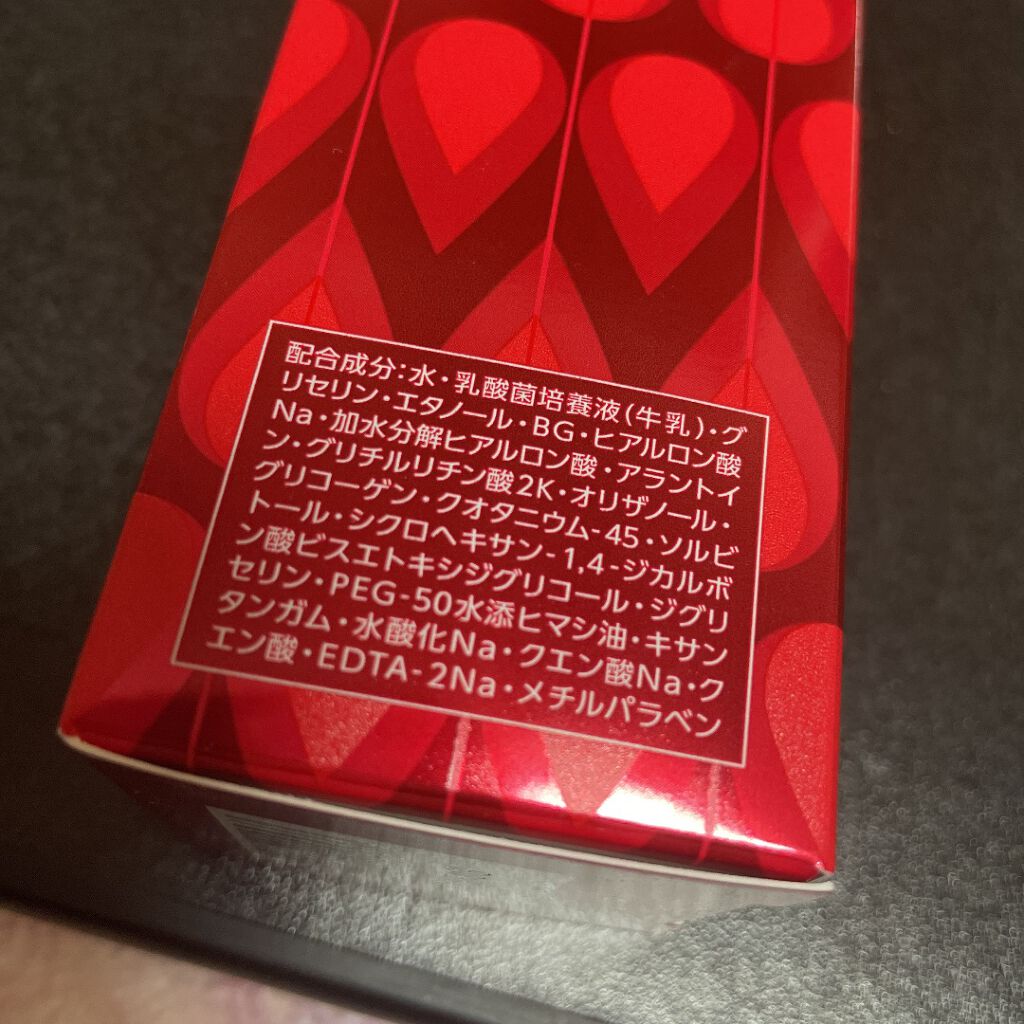 配合成分:水・乳酸菌培養液(牛乳)・グ
リセリン・エタノール・BG・ヒアルロン酸
Na・加水分解ヒアルロン酸・アラントイ
ン・グリチルリチン酸2K・オリザノール・
グリコーゲン・クオタニウム-45・ソルビ
トール・シクロヘキサン-1,4-ジカルボ
ン酸ビスエトキシジグリコール・ジグリ
セリン・PEG-50水添ヒマシ油・キサン
タンガム・水酸化Na・クエン酸Na・ク
エン酸・EDTA-2Na・メチルパラベン